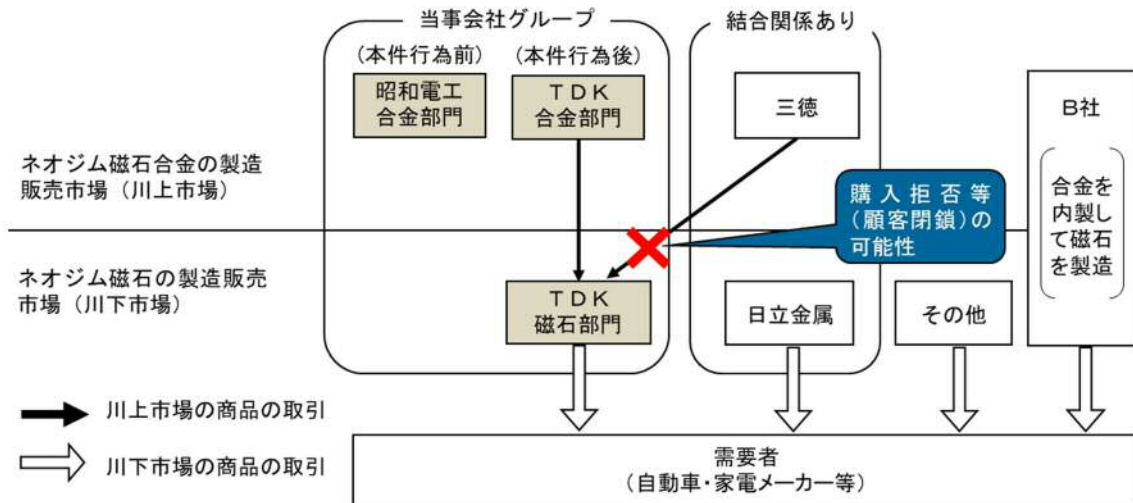 当事会社グループ
結合関係あり
(本件行為前)
(本件行為後)
昭和電工
合金部門
ＴＤＫ
合金部門
三徳
Ｂ社
合金を
内製し
て磁石
を製造
ネオジム磁石合金の製造
販売市場（川上市場）
購入拒否等
（顧客閉鎖）の
可能性
ネオジム磁石の製造販売
市場（川下市場）
ＴＤＫ
磁石部門
日立金属
その他
川上市場の商品の取引
川下市場の商品の取引
需要者
（自動車・家電メーカー等）